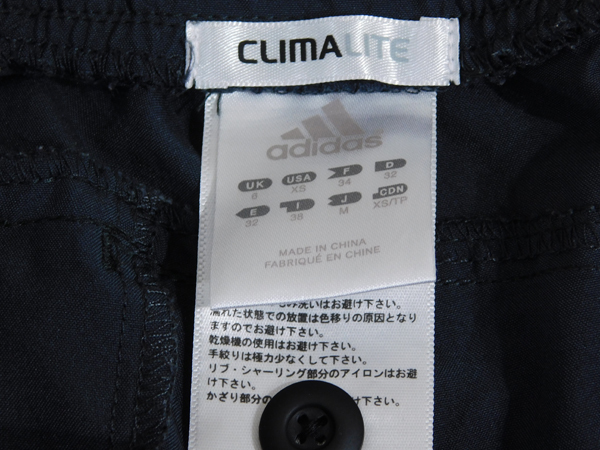 CLIMALITE
adidas
UK USA F D
6 XS 34 32
E I J CDN
32 38 M XS/TP
MADE IN CHINA
FABRIQUÉ EN CHINE
み洗いはお避け下さい。
濡れた状態での放置は色移りの原因となり
ますのでお避け下さい。
乾燥機の使用はお避け下さい。
手絞りは極力少なくして下さい。
リブ・シャーリング部分のアイロンはお避
け下さい。
かざり部分の
は お避け下さい。